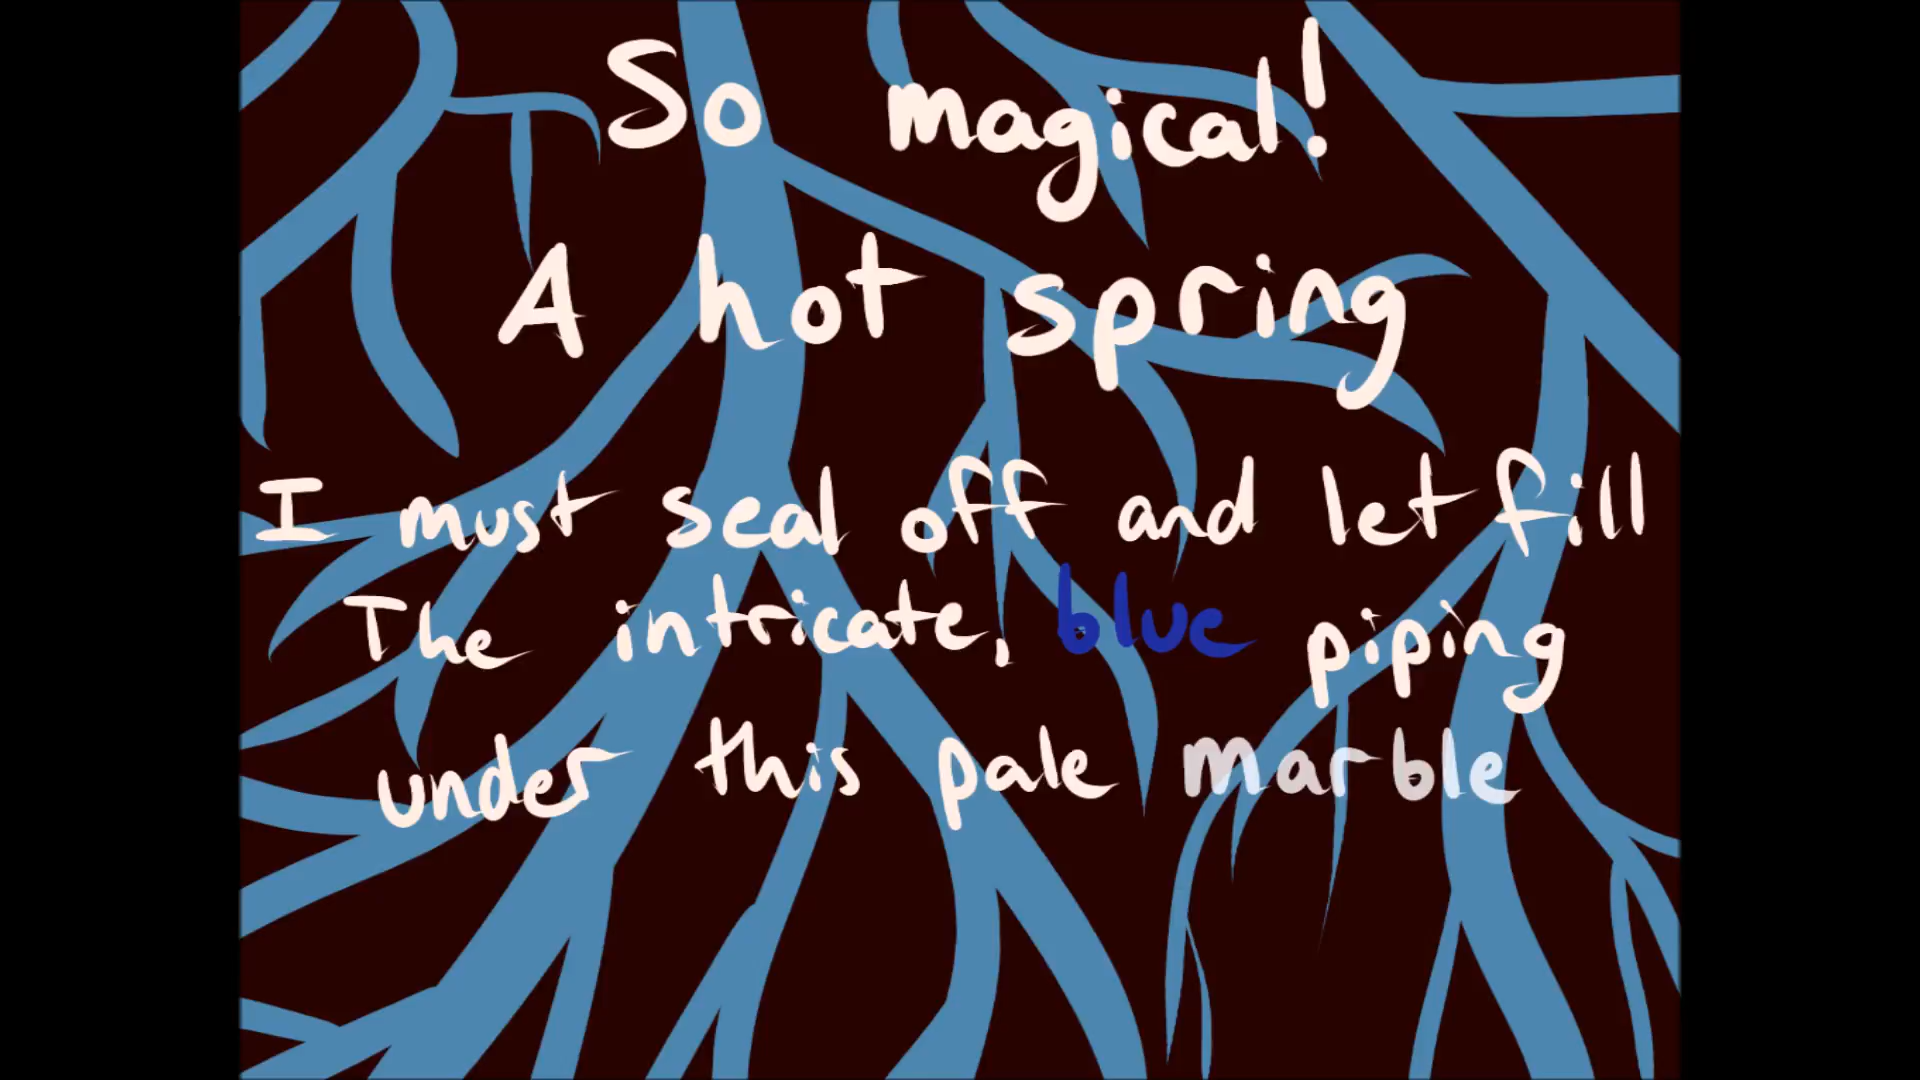 So magical!
A hot spring
I must seal off and let fill
The intricate, blue piping
under this pale marble